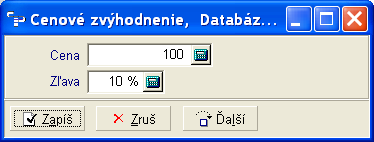 Cenové zvýhodnenie, Databáz...
Cena 100
Zľava 10 %
Zapíš Zruš Ďalší